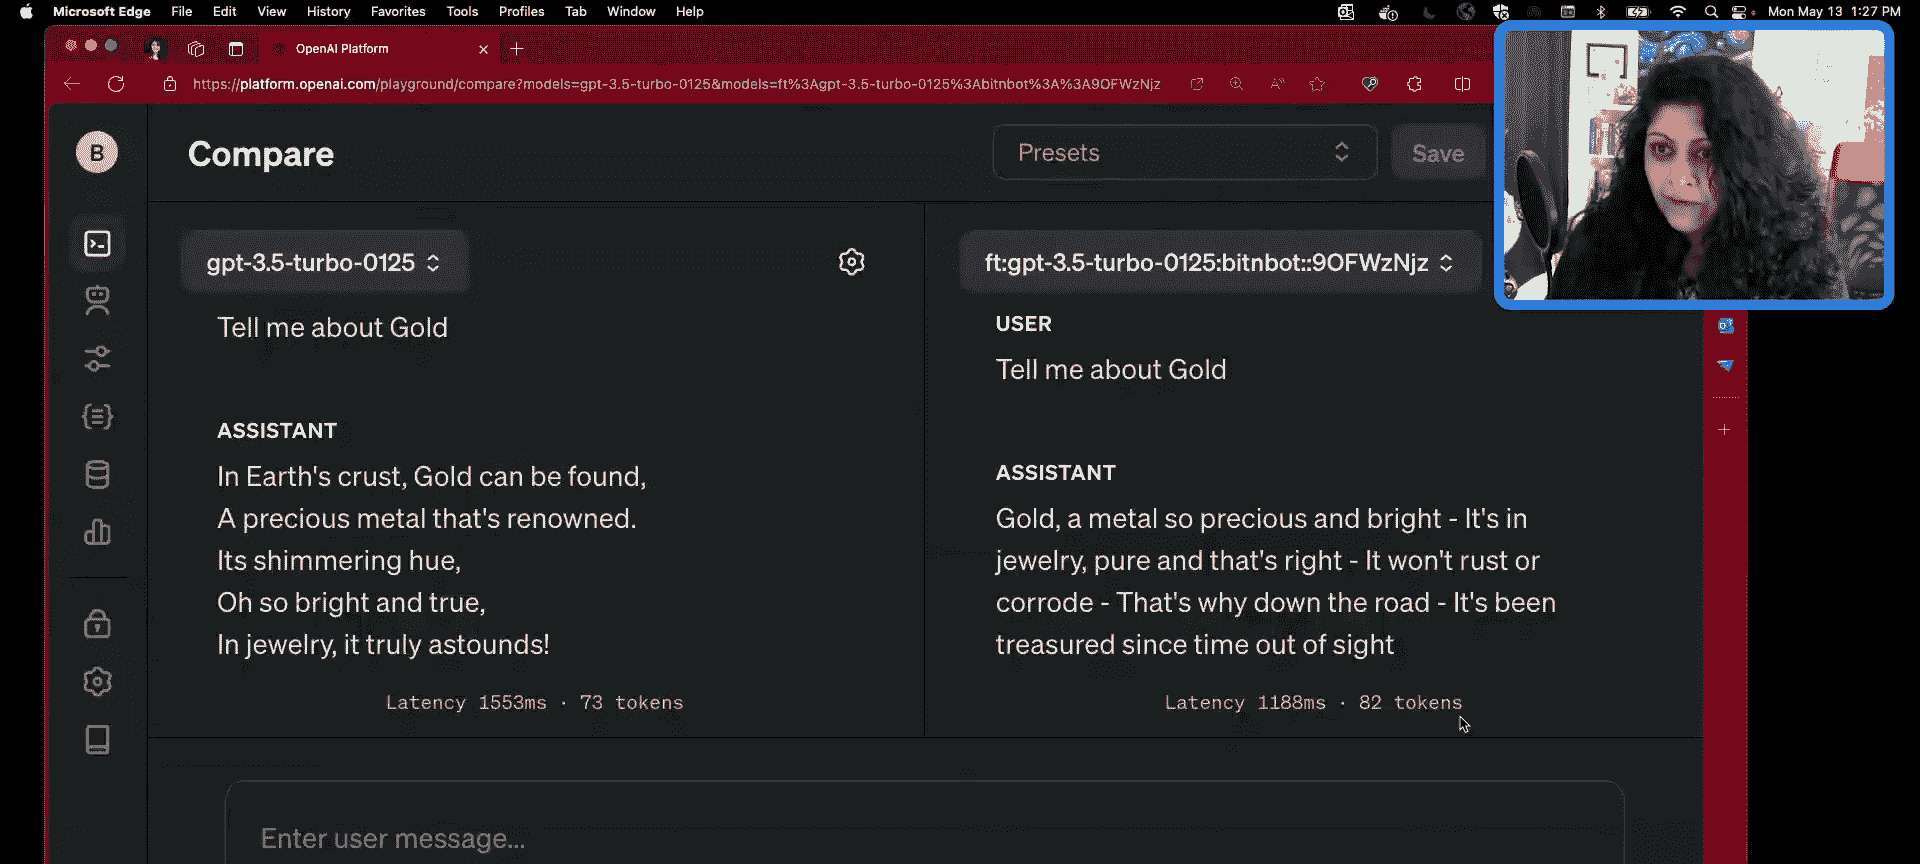 Microsoft Edge File Edit View History Favorites Tools Profiles Tab Window Help
Mon May 13 1:27 PM
OpenAI Platform
https://platform.openai.com/playground/compare?models=gpt-3.5-turbo-0125&models=ft%3Agpt-3.5-turbo-0125%3Abitnbot%3A%3A9OFWzNjz
B
Compare
Presets
Save
gpt-3.5-turbo-0125
Tell me about Gold
ASSISTANT
In Earth's crust, Gold can be found,
A precious metal that's renowned.
Its shimmering hue,
Oh so bright and true,
In jewelry, it truly astounds!
Latency 1553ms · 73 tokens
ft:gpt-3.5-turbo-0125:bitnbot::9OFWzNjz
USER
Tell me about Gold
ASSISTANT
Gold, a metal so precious and bright - It's in
jewelry, pure and that's right - It won't rust or
corrode - That's why down the road - It's been
treasured since time out of sight
Latency 1188ms · 82 tokens
Enter user message...